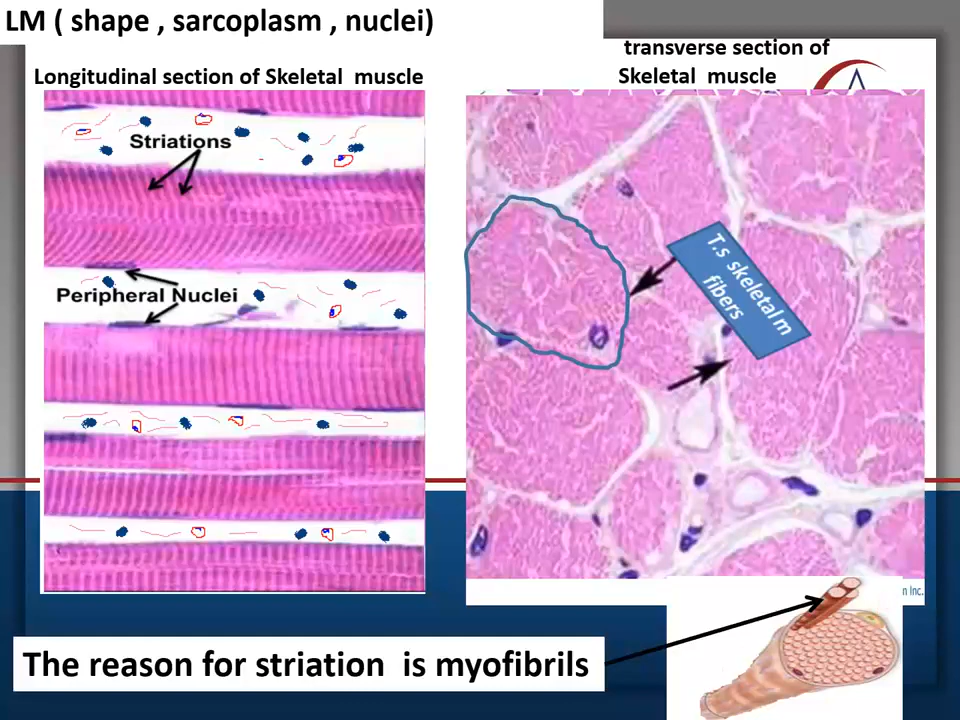 LM ( shape , sarcoplasm , nuclei)
transverse section of
Skeletal muscle
Longitudinal section of Skeletal muscle
Striations
Peripheral Nuclei
T.s skeletal m
fibers
n Inc.
The reason for striation is myofibrils